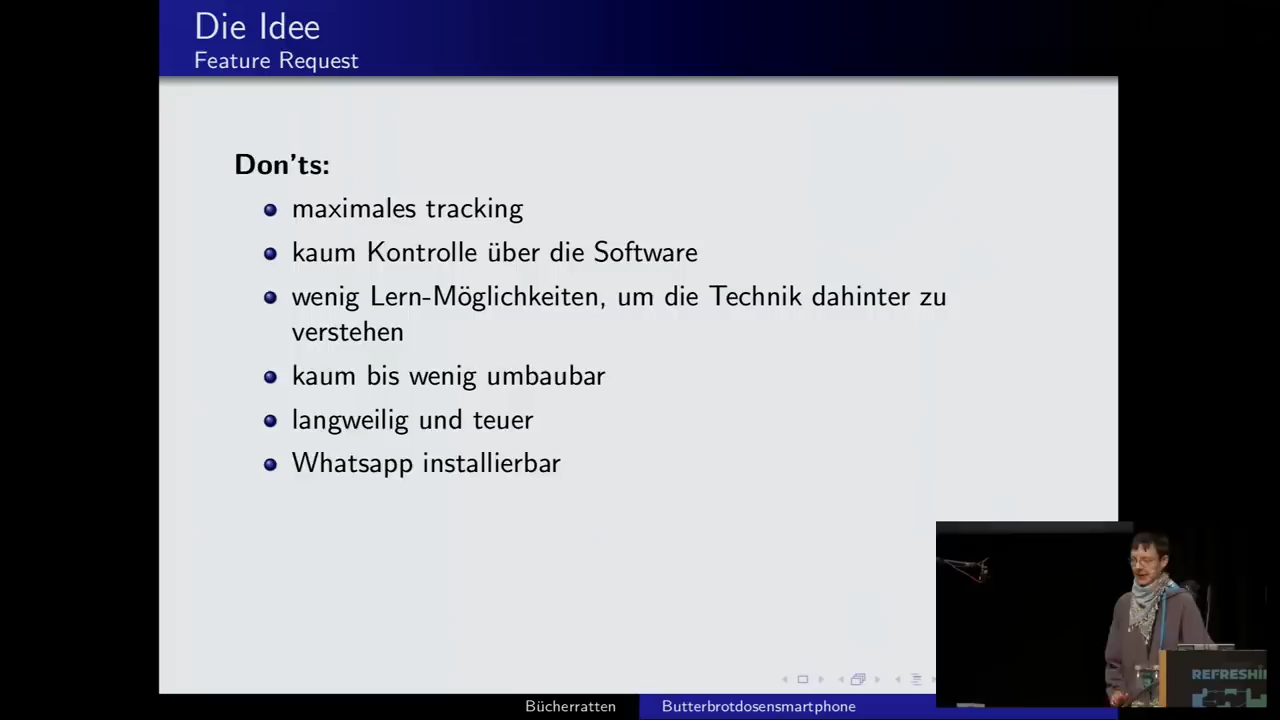 Die Idee
Feature Request
Don'ts:
maximales tracking
kaum Kontrolle über die Software
wenig Lern-Möglichkeiten, um die Technik dahinter zu
verstehen
kaum bis wenig umbaubar
langweilig und teuer
Whatsapp installierbar
Bücherratten
Butterbrotdosensmartphone